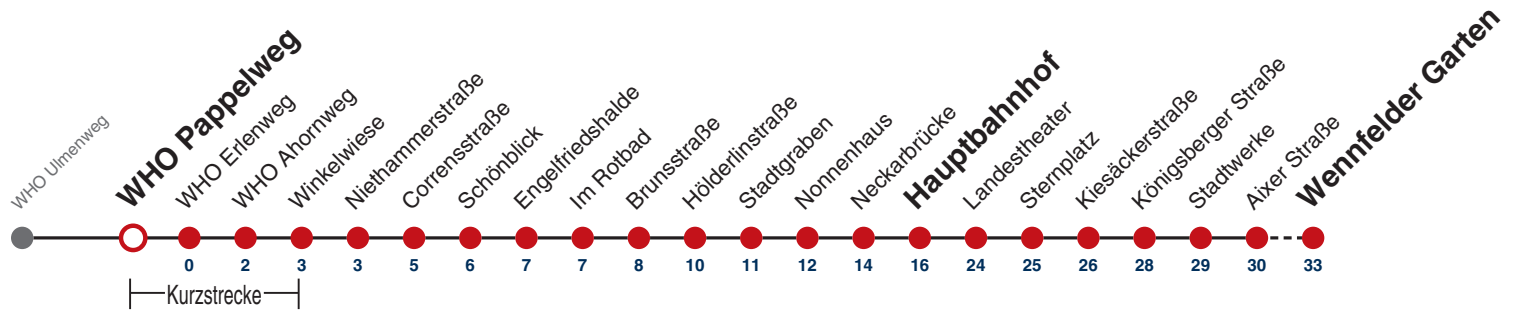 WHO Ulmenweg
WHO Pappelweg
WHO Erlenweg
WHO Ahornweg
Winkelwiese
Niethammerstraße
Corrensstraße
Schönblick
Engelfriedshalde
Im Rotbad
Brunsstraße
Hölderlinstraße
Stadtgraben
Nonnenhaus
Neckarbrücke
Hauptbahnhof
Landestheater
Sternplatz
Kiesäckerstraße
Königsberger Straße
Stadtwerke
Aixer Straße
Wennfelder Garten
0 2 3 3 5 6 7 7 8 10 11 12 14 16 24 25 26 28 29 30 33
Kurzstrecke